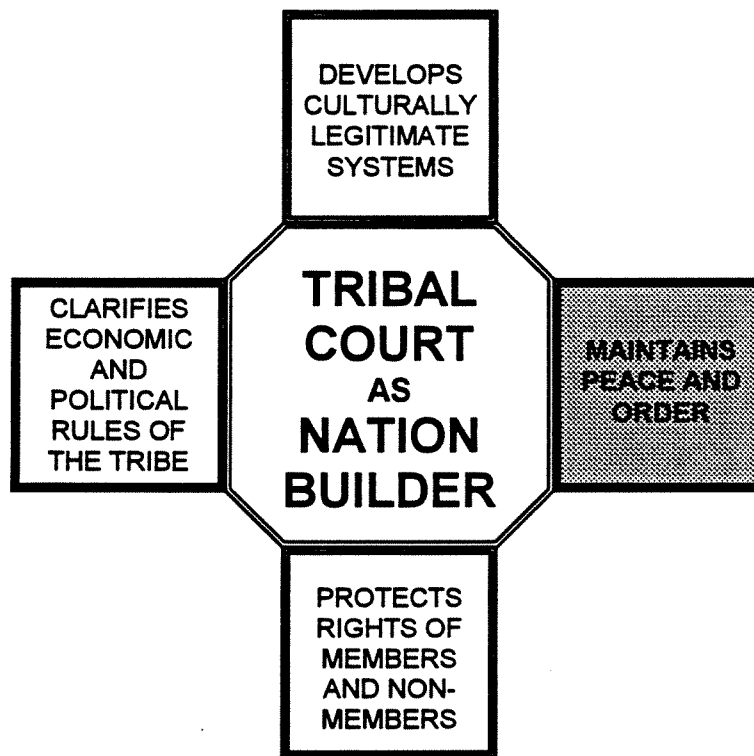 DEVELOPS
CULTURALLY
LEGITIMATE
SYSTEMS
CLARIFIES
ECONOMIC
AND
POLITICAL
RULES OF
THE TRIBE
TRIBAL
COURT
AS
NATION
BUILDER
MAINTAINS
PEACE AND
ORDER
PROTECTS
RIGHTS OF
MEMBERS
AND NON-
MEMBERS